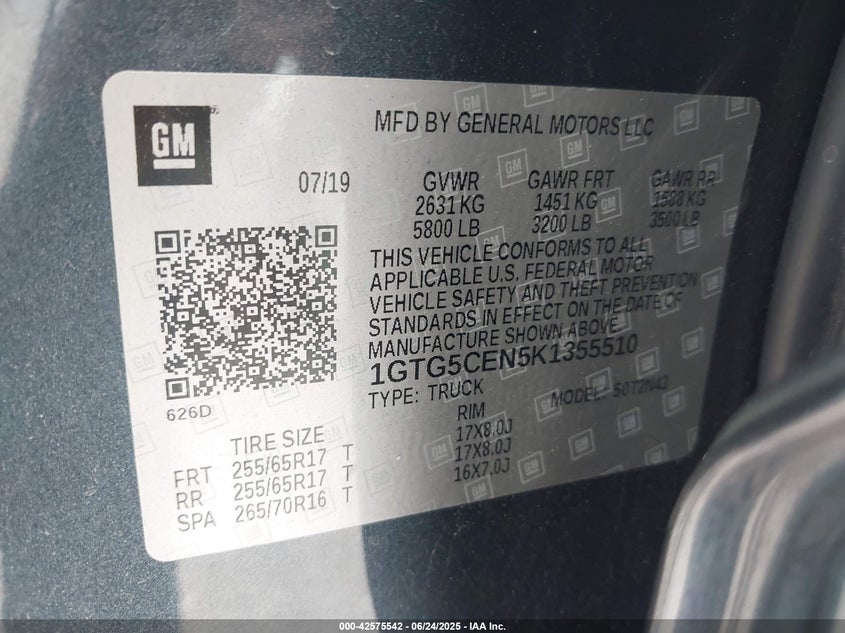 GM
MFD BY GENERAL MOTORS LLC
07/19
GVWR GAWR FRT GAWR RR
2631 KG 1451 KG 1588 KG
5800 LB 3200 LB 3500 LB
THIS VEHICLE CONFORMS TO ALL
APPLICABLE U.S. FEDERAL MOTOR
VEHICLE SAFETY AND THEFT PREVENTION
STANDARDS IN EFFECT ON THE DATE OF
MANUFACTURE SHOWN ABOVE.
1GTG5CEN5K1355510
TYPE: TRUCK MODEL: 50T2N43
626D
TIRE SIZE RIM
FRT 255/65R17 T 17X8.0J
RR 255/65R17 T 17X8.0J
SPA 265/70R16 T 16X7.0J
000-42575542 - 06/24/2025 - IAA Inc.